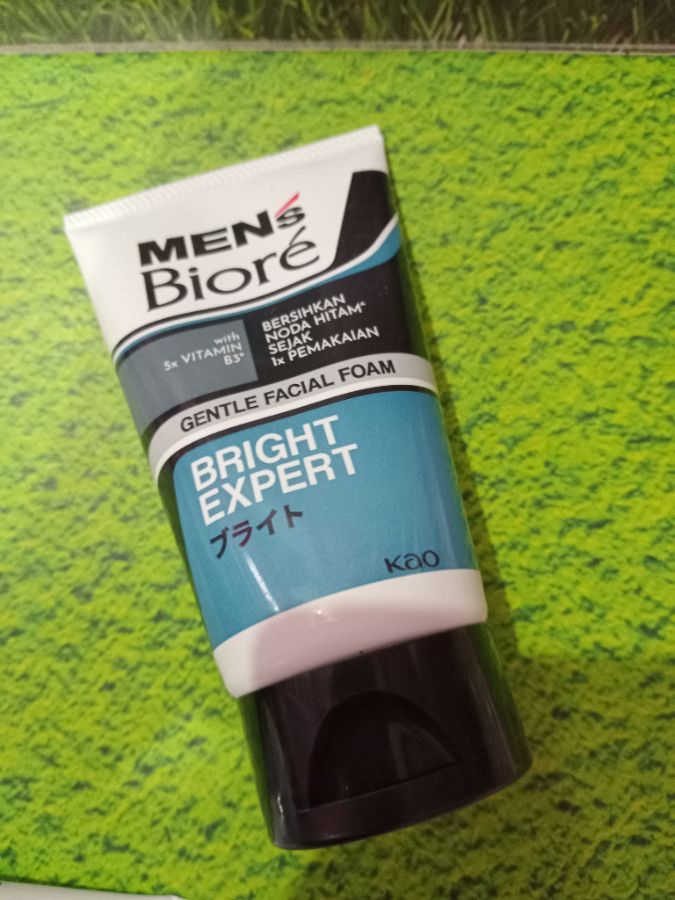 MEN's
Bioré
with
5x VITAMIN
B3*
BERSIHKAN
NODA HITAM^
SEJAK
1x PEMAKAIAN
GENTLE FACIAL FOAM
BRIGHT
EXPERT
ブライト
Kao